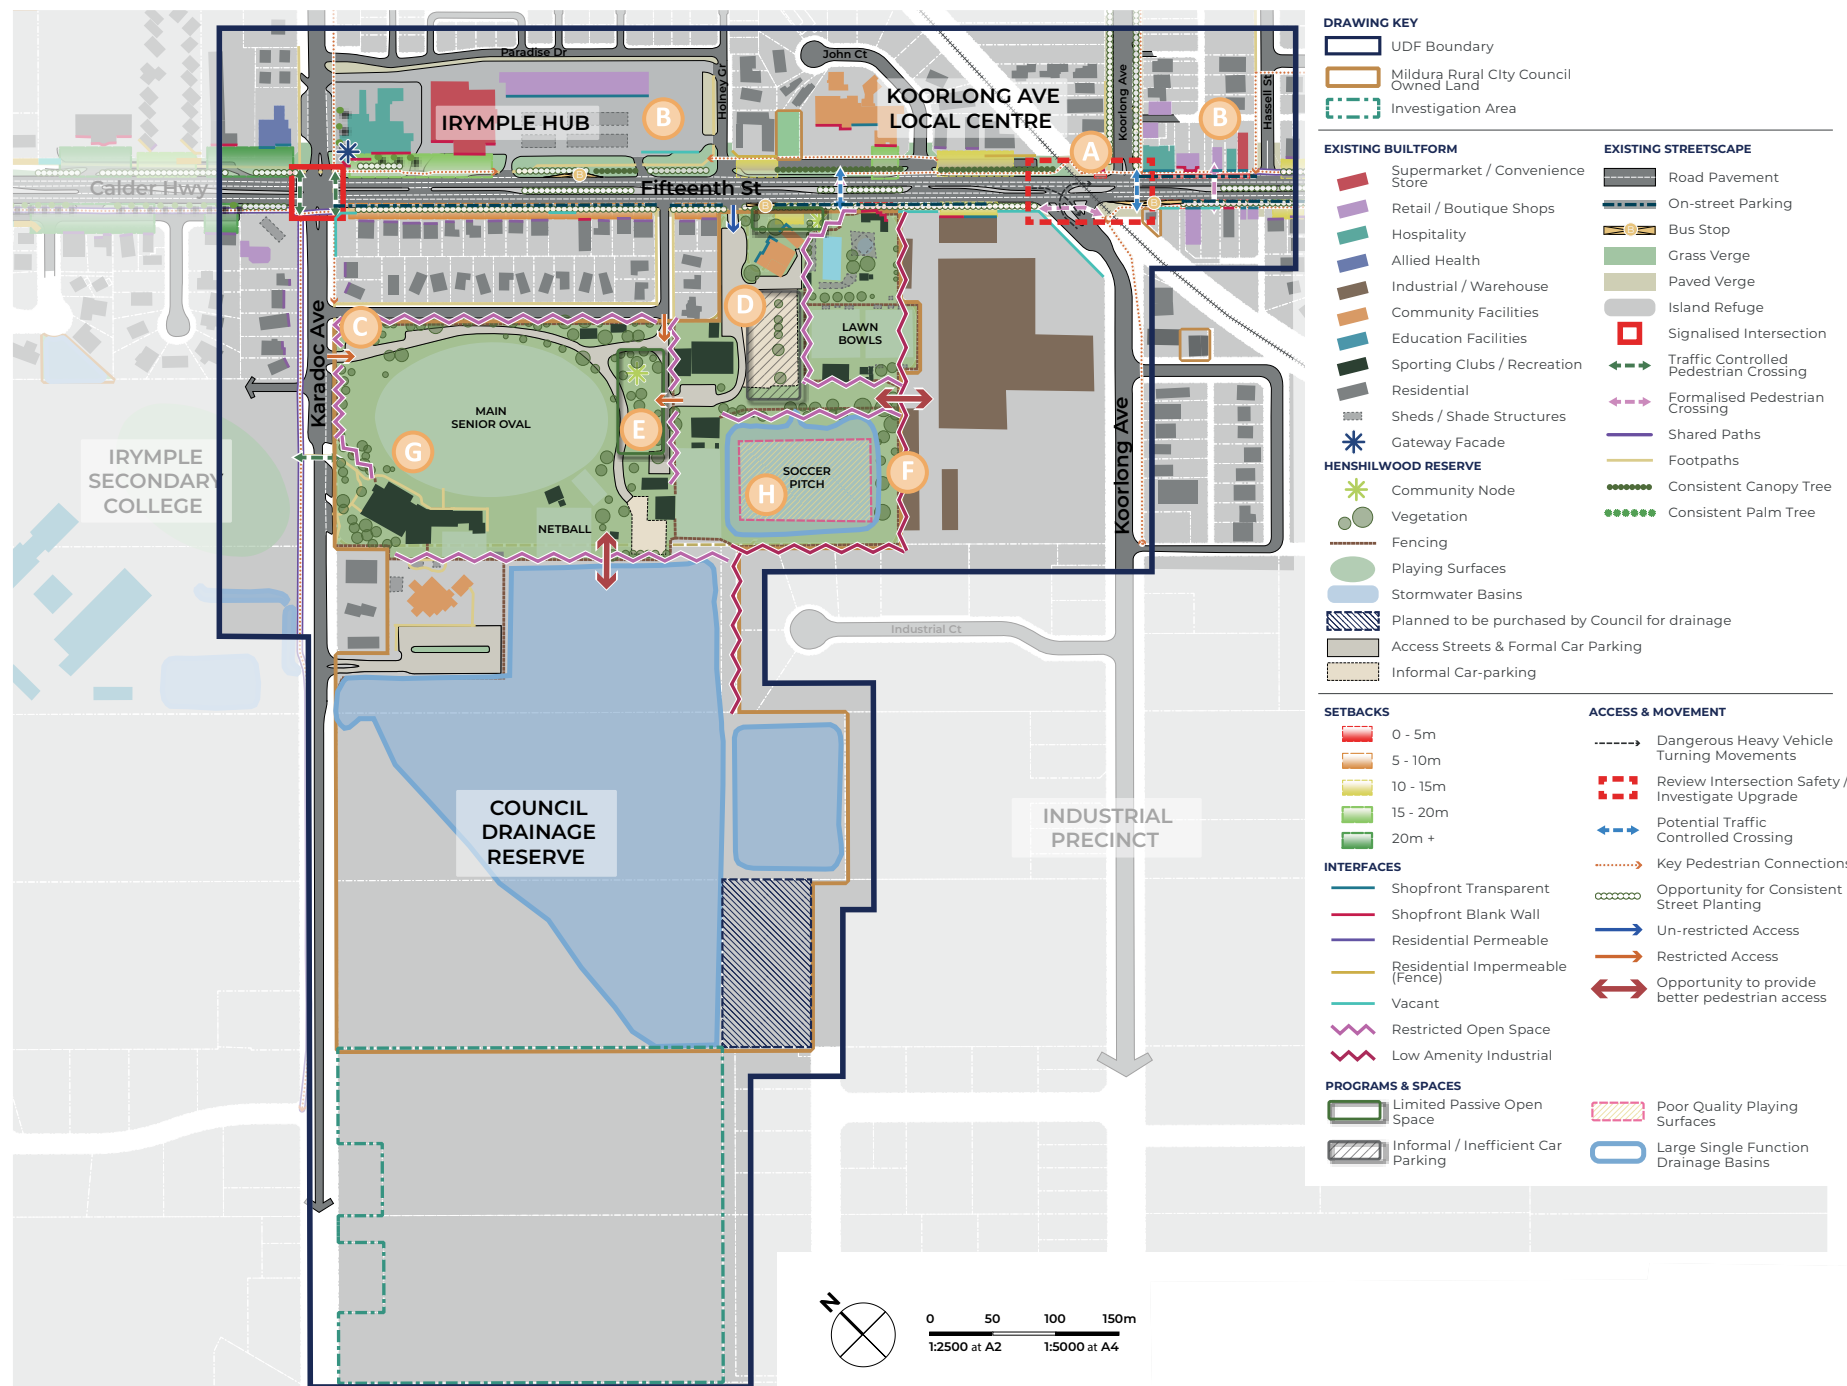 Paradise Dr
Holney Gr
John Ct
Koorlong Ave
Hassell St
IRYMPLE HUB
B
KOORLONG AVE
LOCAL CENTRE
B
A
Calder Hwy
Fifteenth St
B
B
B
Karadoc Ave
C
D
LAWN
BOWLS
MAIN
SENIOR OVAL
E
G
IRYMPLE
SECONDARY
COLLEGE
SOCCER
PITCH
H
F
Koorlong Ave
NETBALL
Industrial Ct
COUNCIL
DRAINAGE
RESERVE
INDUSTRIAL
PRECINCT
N
0 50 100 150m
1:2500 at A2 1:5000 at A4
DRAWING KEY
UDF Boundary
Mildura Rural CIty Council
Owned Land
Investigation Area
EXISTING BUILTFORM
Supermarket / Convenience
Store
Retail / Boutique Shops
Hospitality
Allied Health
Industrial / Warehouse
Community Facilities
Education Facilities
Sporting Clubs / Recreation
Residential
Sheds / Shade Structures
Gateway Facade
HENSHILWOOD RESERVE
Community Node
Vegetation
Fencing
Playing Surfaces
Stormwater Basins
Planned to be purchased by Council for drainage
Access Streets & Formal Car Parking
Informal Car-parking
EXISTING STREETSCAPE
Road Pavement
On-street Parking
B
Bus Stop
Grass Verge
Paved Verge
Island Refuge
Signalised Intersection
Traffic Controlled
Pedestrian Crossing
Formalised Pedestrian
Crossing
Shared Paths
Footpaths
Consistent Canopy Tree
Consistent Palm Tree
SETBACKS
0 - 5m
5 - 10m
10 - 15m
15 - 20m
20m +
INTERFACES
Shopfront Transparent
Shopfront Blank Wall
Residential Permeable
Residential Impermeable
(Fence)
Vacant
Restricted Open Space
Low Amenity Industrial
ACCESS & MOVEMENT
Dangerous Heavy Vehicle
Turning Movements
Review Intersection Safety /
Investigate Upgrade
Potential Traffic
Controlled Crossing
Key Pedestrian Connections
Opportunity for Consistent
Street Planting
Un-restricted Access
Restricted Access
Opportunity to provide
better pedestrian access
PROGRAMS & SPACES
Limited Passive Open
Space
Informal / Inefficient Car
Parking
Poor Quality Playing
Surfaces
Large Single Function
Drainage Basins